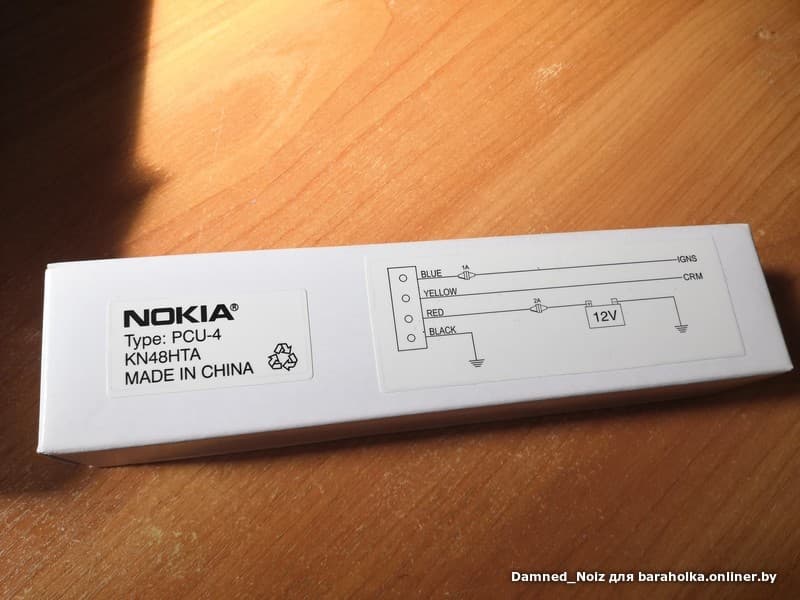 NOKIA®
Type: PCU-4
KN48HTA
MADE IN CHINA
BLUE 1A IGNS
YELLOW CRM
RED 2A + - 12V
BLACK
Damned_Noiz для baraholka.onliner.by